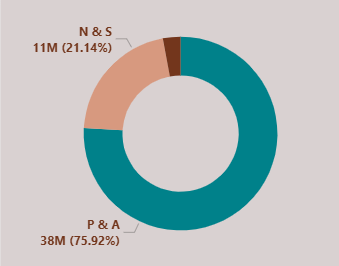 N & S
11M (21.14%)
P & A
38M (75.92%)